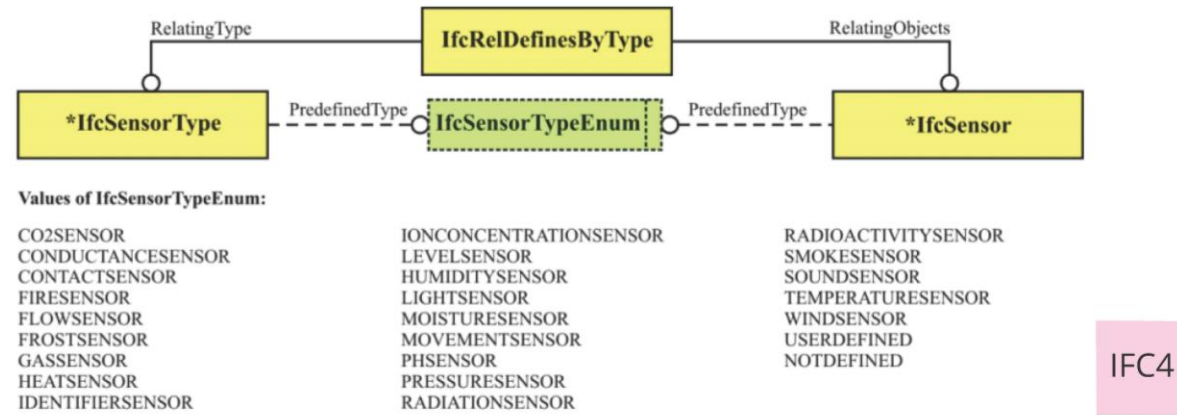 RelatingType
IfcRelDefinesByType
RelatingObjects
*IfcSensorType
PredefinedType
IfcSensorTypeEnum
PredefinedType
*IfcSensor
Values of IfcSensorTypeEnum:
CO2SENSOR
CONDUCTANCESENSOR
CONTACTSENSOR
FIRESENSOR
FLOWSENSOR
FROSTSENSOR
GASSENSOR
HEATSENSOR
IDENTIFIERSENSOR
IONCONCENTRATIONSENSOR
LEVELSENSOR
HUMIDITYSENSOR
LIGHTSENSOR
MOISTURESENSOR
MOVEMENTSENSOR
PHSENSOR
PRESSURESENSOR
RADIATIONSENSOR
RADIOACTIVITYSENSOR
SMOKESENSOR
SOUNDSENSOR
TEMPERATURESENSOR
WINDSENSOR
USERDEFINED
NOTDEFINED
IFC4